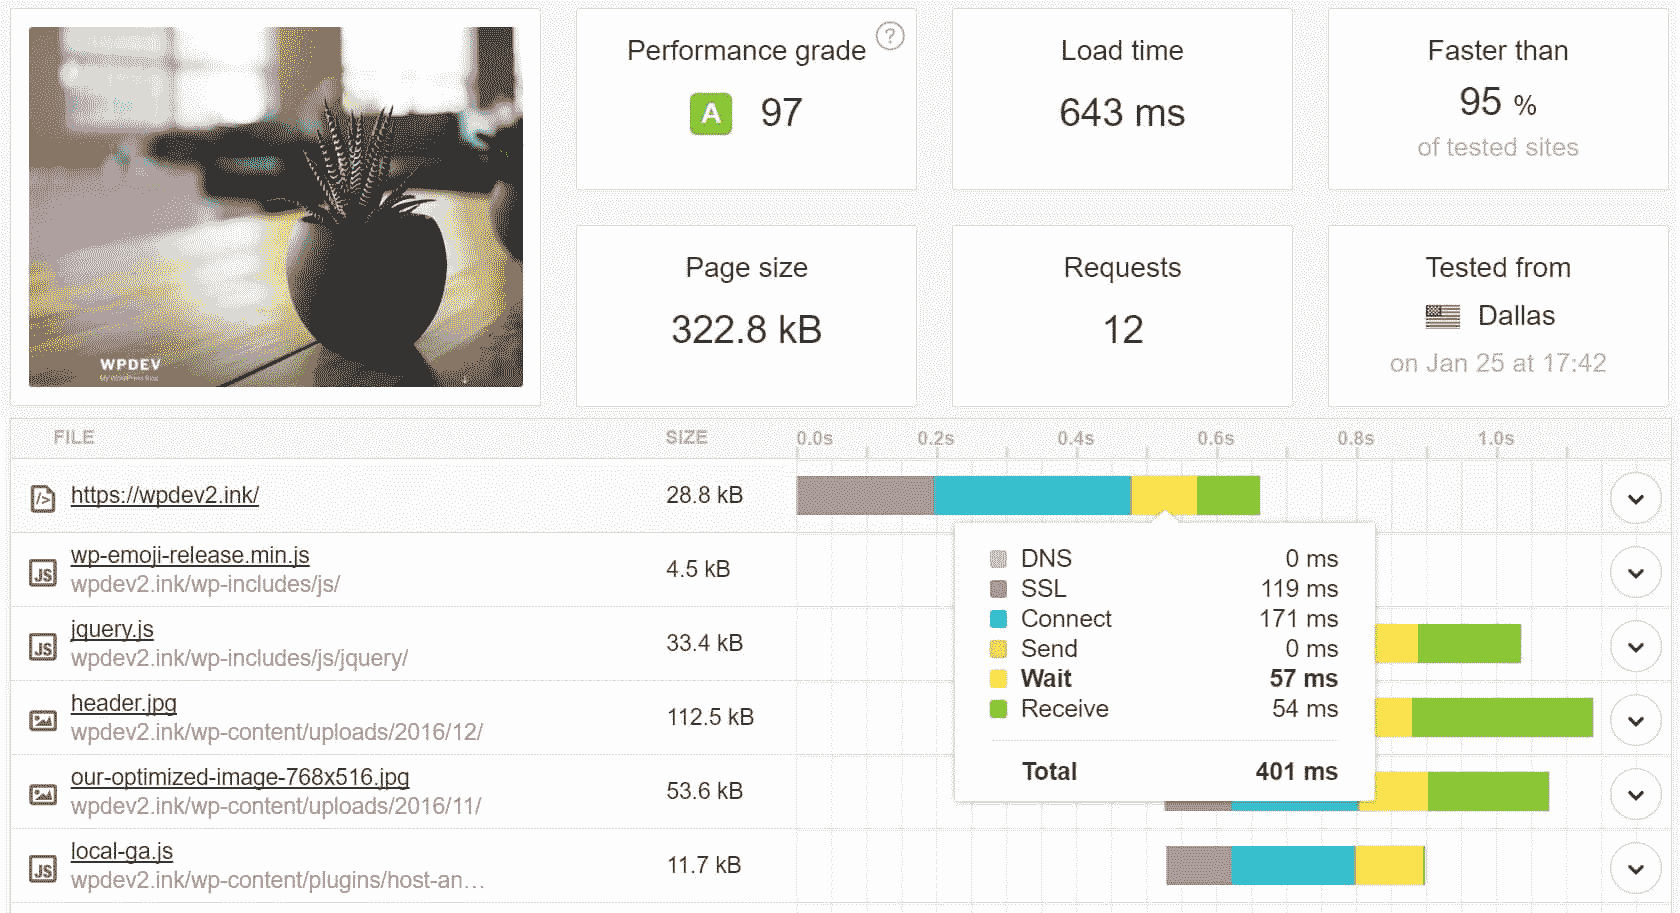 Performance grade
?
A 97
Load time
643 ms
Faster than
95 %
of tested sites
WPDEV
My WordPress Blog
Page size
322.8 kB
Requests
12
Tested from
Dallas
on Jan 25 at 17:42
FILE SIZE 0.0s 0.2s 0.4s 0.6s 0.8s 1.0s
https://wpdev2.ink/ 28.8 kB
wp-emoji-release.min.js 4.5 kB
wpdev2.ink/wp-includes/js/
JS
jquery.js 33.4 kB
wpdev2.ink/wp-includes/js/jquery/
JS
header.jpg 112.5 kB
wpdev2.ink/wp-content/uploads/2016/12/
our-optimized-image-768x516.jpg 53.6 kB
wpdev2.ink/wp-content/uploads/2016/11/
local-ga.js 11.7 kB
wpdev2.ink/wp-content/plugins/host-an...
JS
DNS 0 ms
SSL 119 ms
Connect 171 ms
Send 0 ms
Wait 57 ms
Receive 54 ms
Total 401 ms